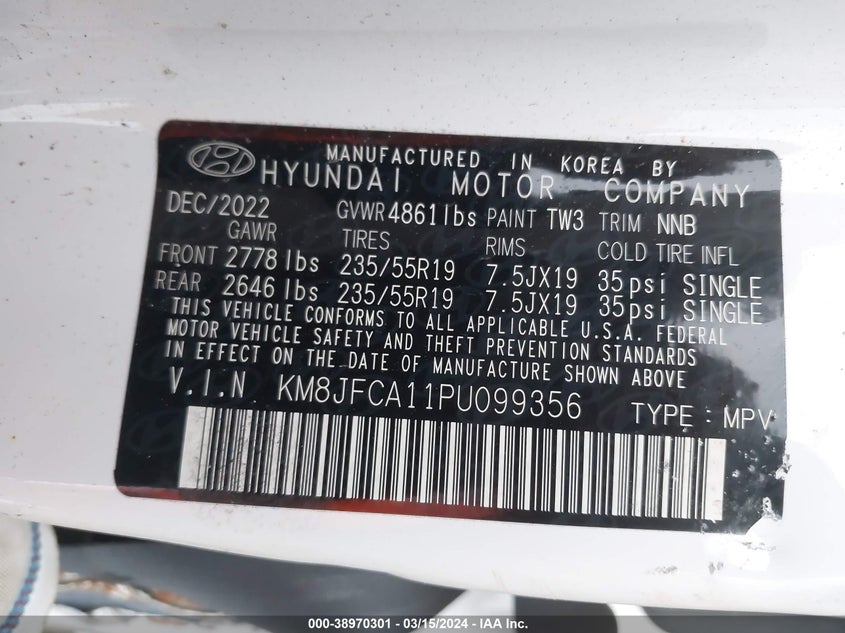 MANUFACTURED IN KOREA BY
HYUNDAI MOTOR COMPANY
DEC/2022 GVWR 4861 lbs PAINT TW3 TRIM NNB
GAWR TIRES RIMS COLD TIRE INFL
FRONT 2778 lbs 235/55R19 7.5JX19 35psi SINGLE
REAR 2646 lbs 235/55R19 7.5JX19 35psi SINGLE
THIS VEHICLE CONFORMS TO ALL APPLICABLE U.S.A. FEDERAL
MOTOR VEHICLE SAFETY AND THEFT PREVENTION STANDARDS
IN EFFECT ON THE DATE OF MANUFACTURE SHOWN ABOVE
V.I.N KM8JFCA11PU099356 TYPE : MPV
000-38970301 - 03/15/2024 - IAA Inc.